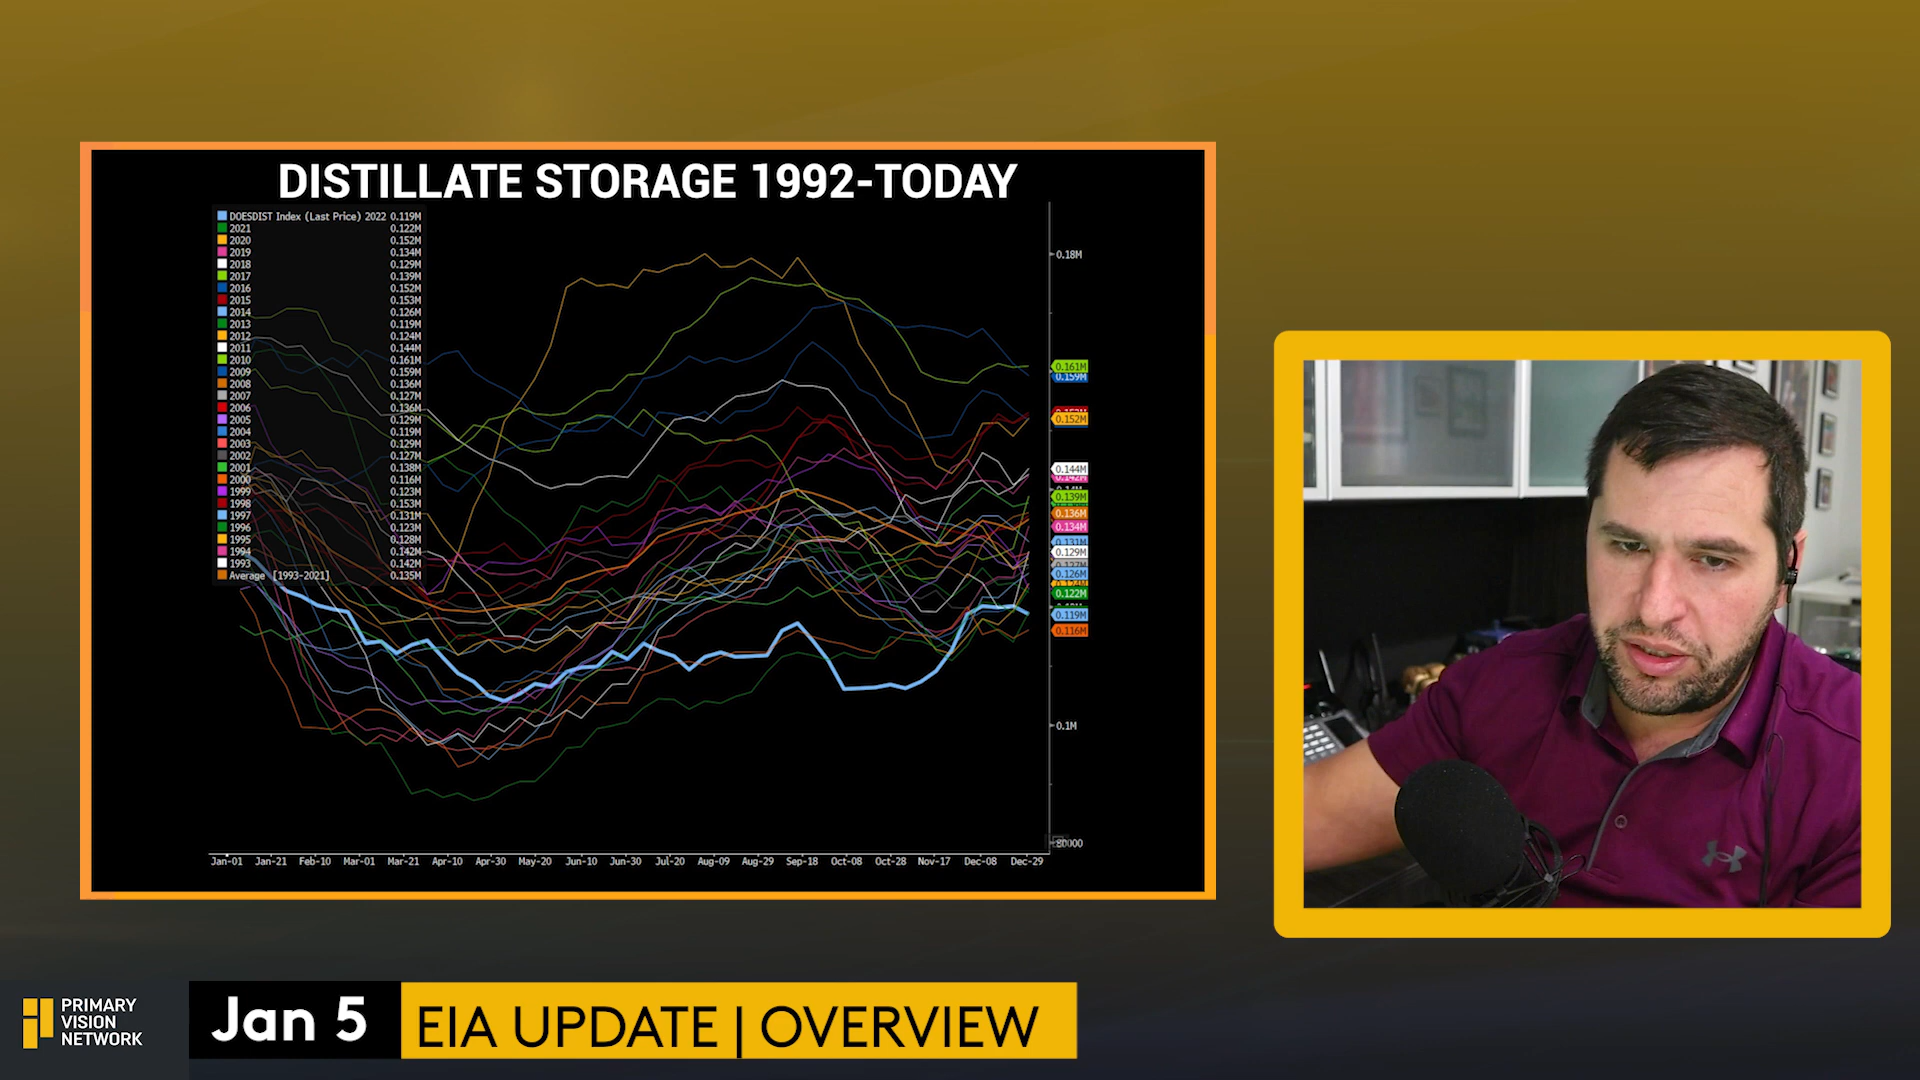 DISTILLATE STORAGE 1992-TODAY
DOESDIST Index (Last Price) 2022 0.119M
2021 0.122M
2020 0.152M
2019 0.134M
2018 0.129M
2017 0.139M
2016 0.152M
2015 0.153M
2014 0.126M
2013 0.119M
2012 0.124M
2011 0.144M
2010 0.161M
2009 0.159M
2008 0.136M
2007 0.127M
2006 0.136M
2005 0.129M
2004 0.119M
2003 0.129M
2002 0.127M
2001 0.138M
2000 0.116M
1999 0.123M
1998 0.153M
1997 0.131M
1996 0.123M
1995 0.128M
1994 0.142M
1993 0.142M
Average [1993-2021] 0.135M
0.18M
0.161M
0.159M
0.152M
0.144M
0.142M
0.139M
0.136M
0.134M
0.131M
0.129M
0.126M
0.122M
0.119M
0.116M
0.1M
Jan-01 Jan-21 Feb-10 Mar-01 Mar-21 Apr-10 Apr-30 May-20 Jun-10 Jun-30 Jul-20 Aug-09 Aug-29 Sep-18 Oct-08 Oct-28 Nov-17 Dec-08 Dec-29
PRIMARY
VISION
NETWORK
Jan 5
EIA UPDATE | OVERVIEW